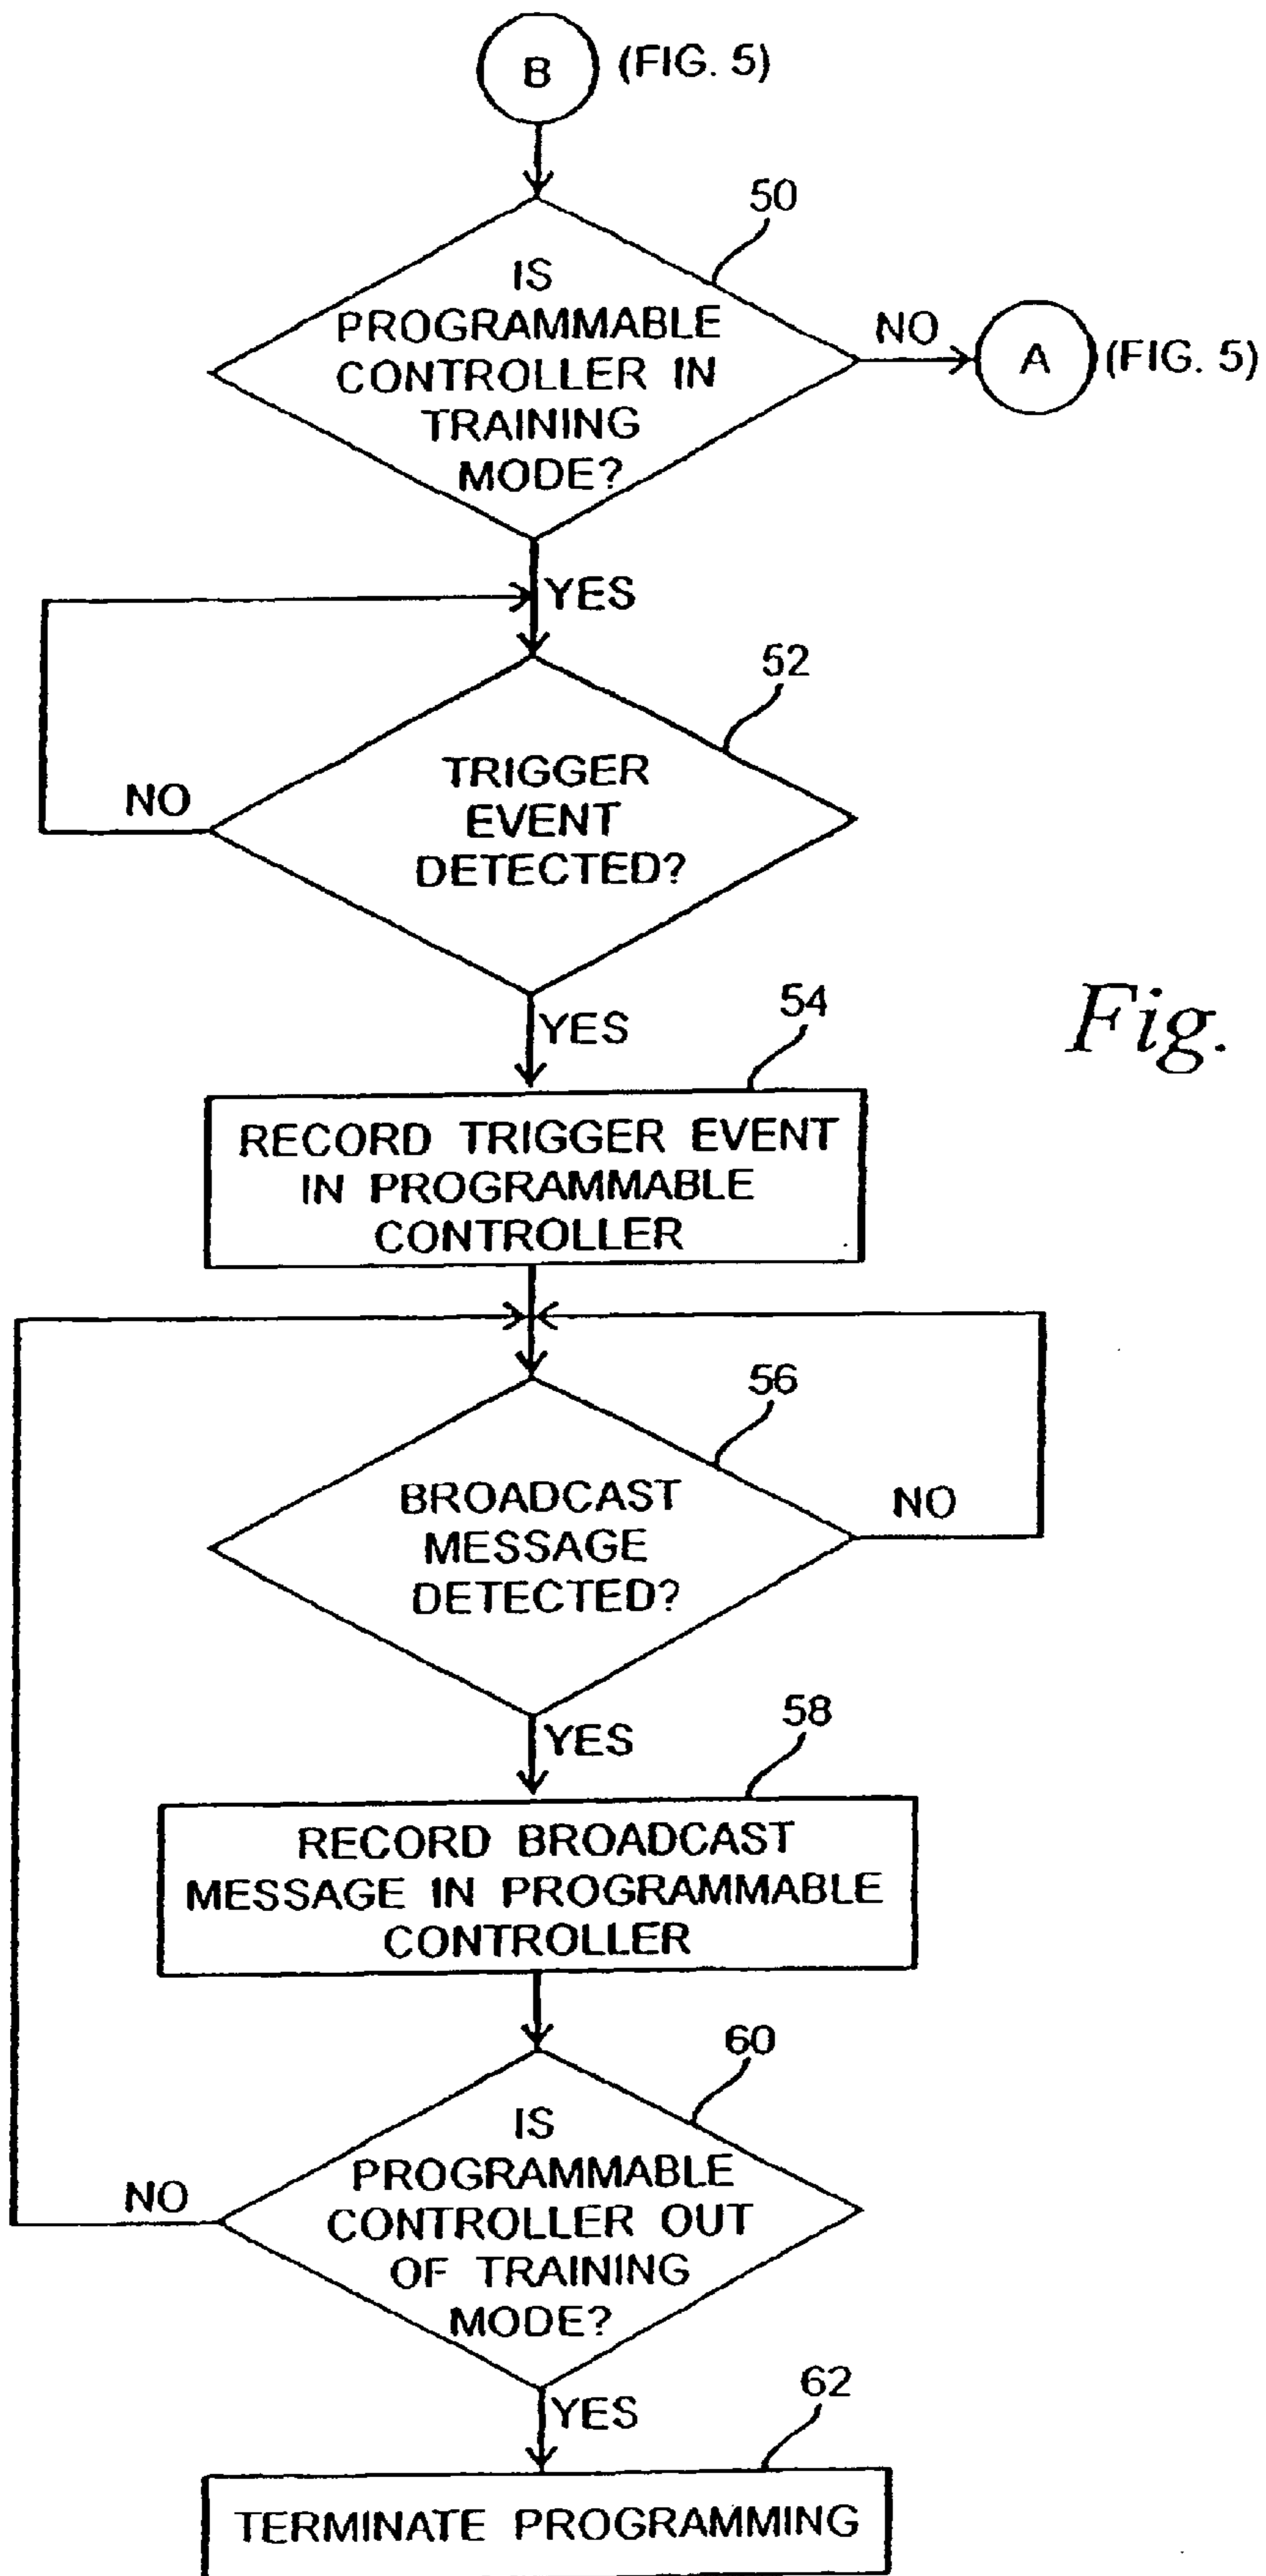 B (FIG. 5)
50
IS
PROGRAMMABLE
CONTROLLER IN
TRAINING
MODE?
NO
A (FIG. 5)
YES
52
TRIGGER
EVENT
DETECTED?
NO
YES
54
Fig.
RECORD TRIGGER EVENT
IN PROGRAMMABLE
CONTROLLER
56
BROADCAST
MESSAGE
DETECTED?
NO
YES
58
RECORD BROADCAST
MESSAGE IN PROGRAMMABLE
CONTROLLER
60
IS
PROGRAMMABLE
CONTROLLER OUT
OF TRAINING
MODE?
NO
YES
62
TERMINATE PROGRAMMING